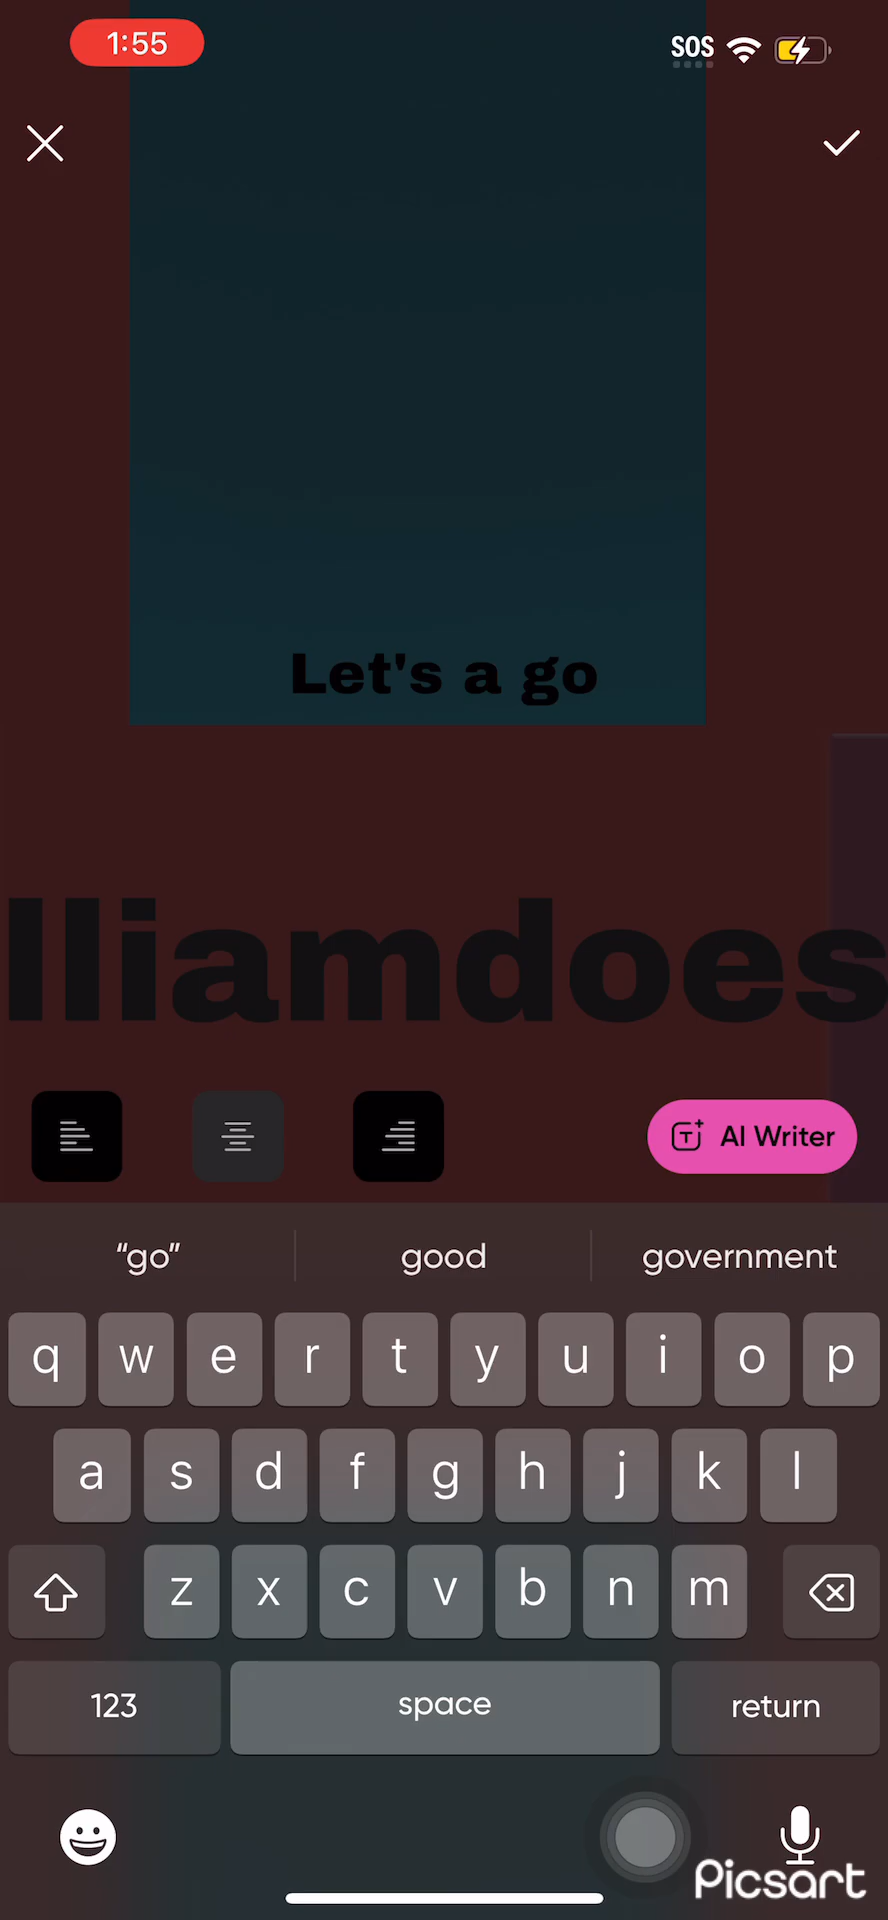 1:55
SOS
Let's a go
lliamdoes
AI Writer
“go” good government
q w e r t y u i o p
a s d f g h j k l
z x c v b n m
123 space return
Picsart